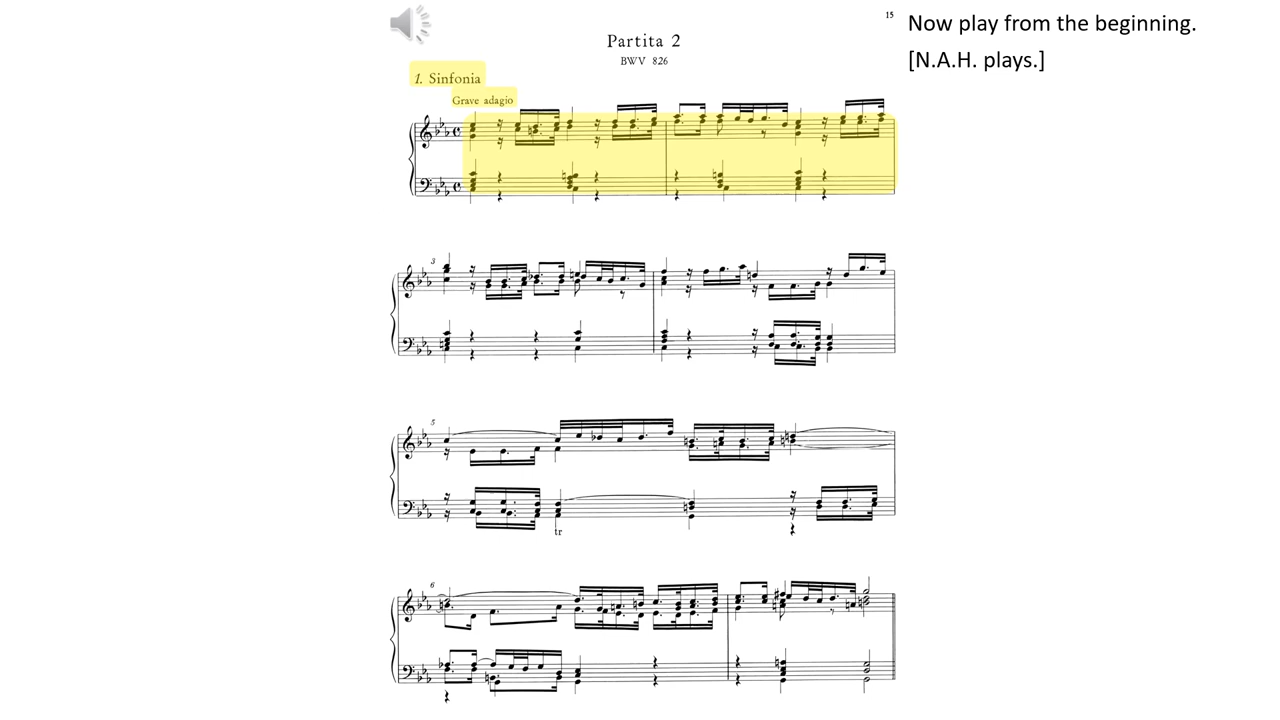 15
Now play from the beginning.
[N.A.H. plays.]
Partita 2
BWV 826
1. Sinfonia
Grave adagio
3
5
tr
6